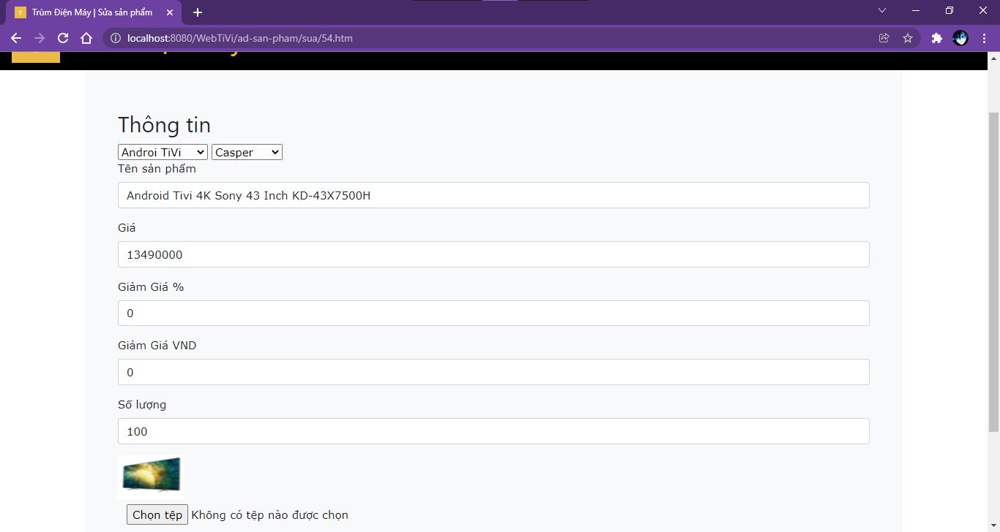 Trùm Điện Máy | Sửa sản phẩm
localhost:8080/WebTiVi/ad-san-pham/sua/54.htm
Thông tin
Androi TiVi Casper
Tên sản phẩm
Android Tivi 4K Sony 43 Inch KD-43X7500H
Giá
13490000
Giảm Giá %
0
Giảm Giá VND
0
Số lượng
100
Chọn tệp Không có tệp nào được chọn